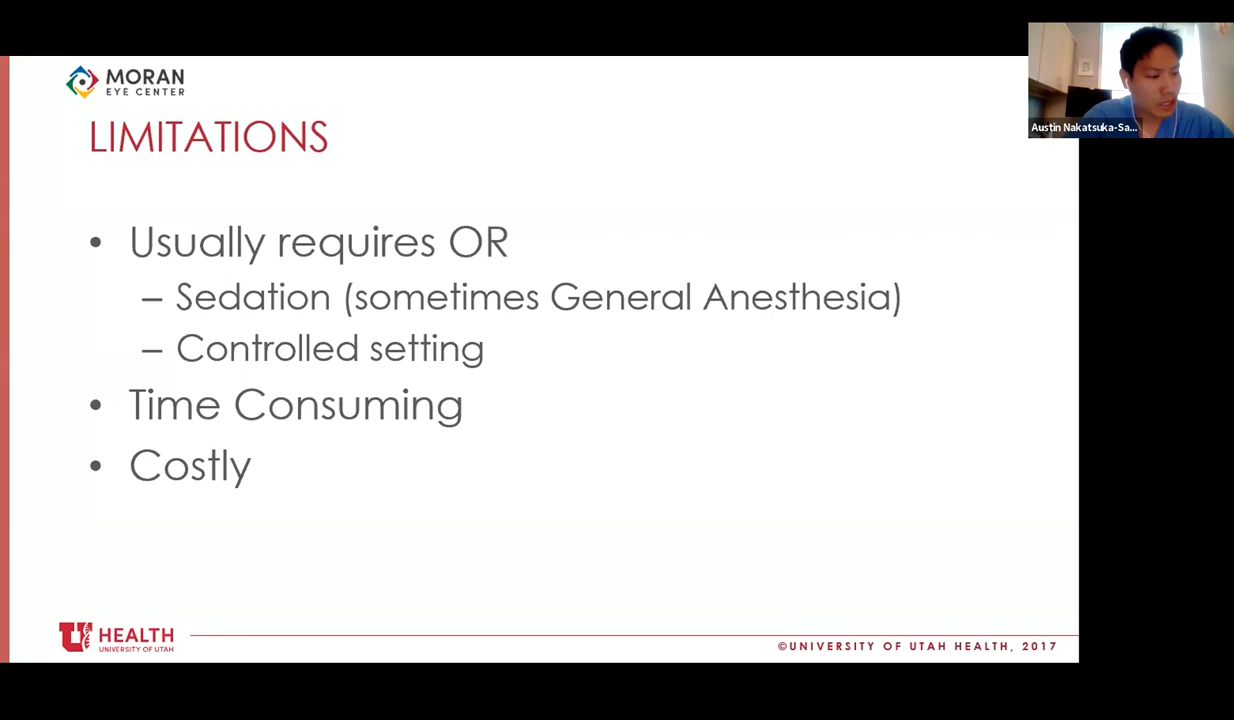 MORAN
EYE CENTER
LIMITATIONS
• Usually requires OR
– Sedation (sometimes General Anesthesia)
– Controlled setting
• Time Consuming
• Costly
U HEALTH
UNIVERSITY OF UTAH
©UNIVERSITY OF UTAH HEALTH, 2017
Austin Nakatsuka-Sa...